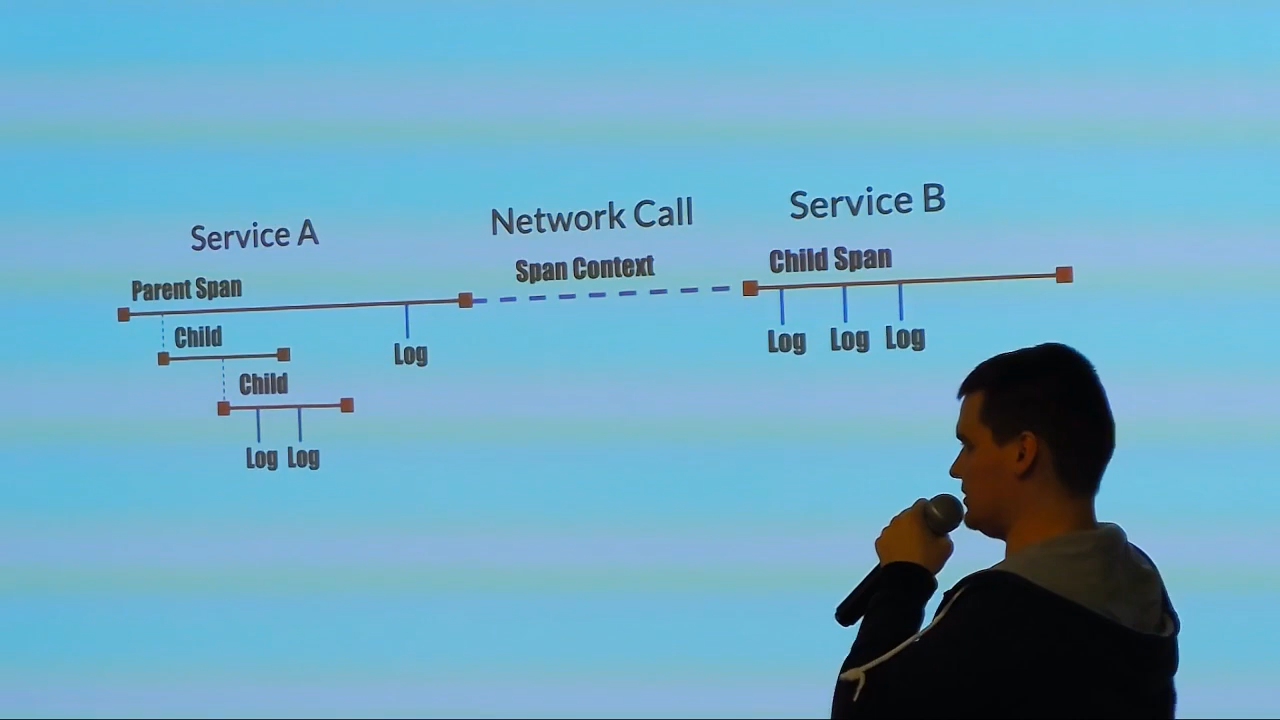 Service A
Network Call
Service B
Parent Span
Span Context
Child Span
Child
Log
Log
Log
Log
Child
Log
Log